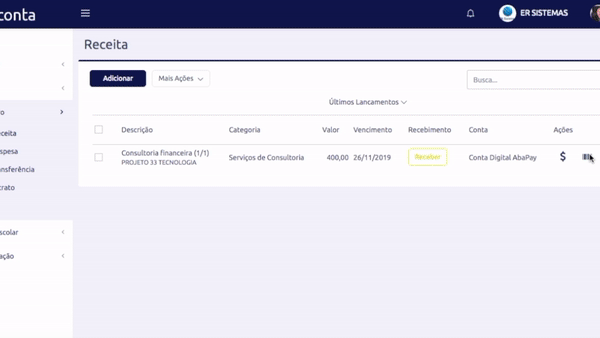 conta
ER SISTEMAS
Receita
Adicionar
Mais Ações
Busca...
Últimos Lancamentos
Descrição
Categoria
Valor
Vencimento
Recebimento
Conta
Ações
Consultoria financeira (1/1)
PROJETO 33 TECNOLOGIA
Serviços de Consultoria
400,00
26/11/2019
Receber
Conta Digital AbaPay
$
o
ceita
spesa
ansferência
trato
scolar
ação